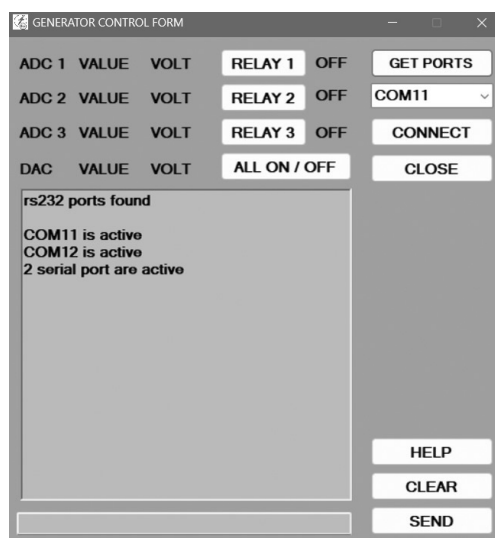 GENERATOR CONTROL FORM
ADC 1 VALUE VOLT RELAY 1 OFF GET PORTS
ADC 2 VALUE VOLT RELAY 2 OFF COM11
ADC 3 VALUE VOLT RELAY 3 OFF CONNECT
DAC VALUE VOLT ALL ON / OFF CLOSE
rs232 ports found
COM11 is active
COM12 is active
2 serial port are active
HELP
CLEAR
SEND